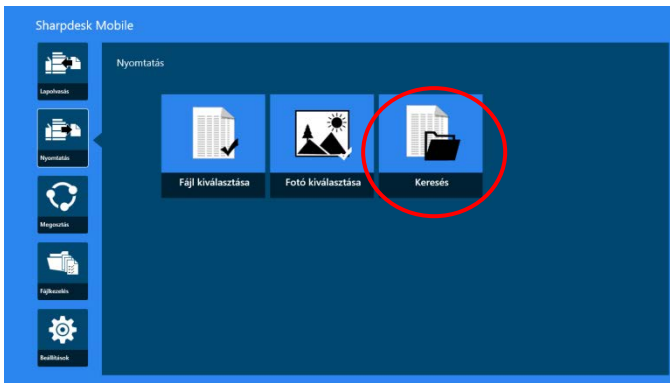 Sharpdesk Mobile
Lapolvasás
Nyomtatás
Megosztás
Fájlkezelés
Beállítások
Nyomtatás
Fájl kiválasztása
Fotó kiválasztása
Keresés